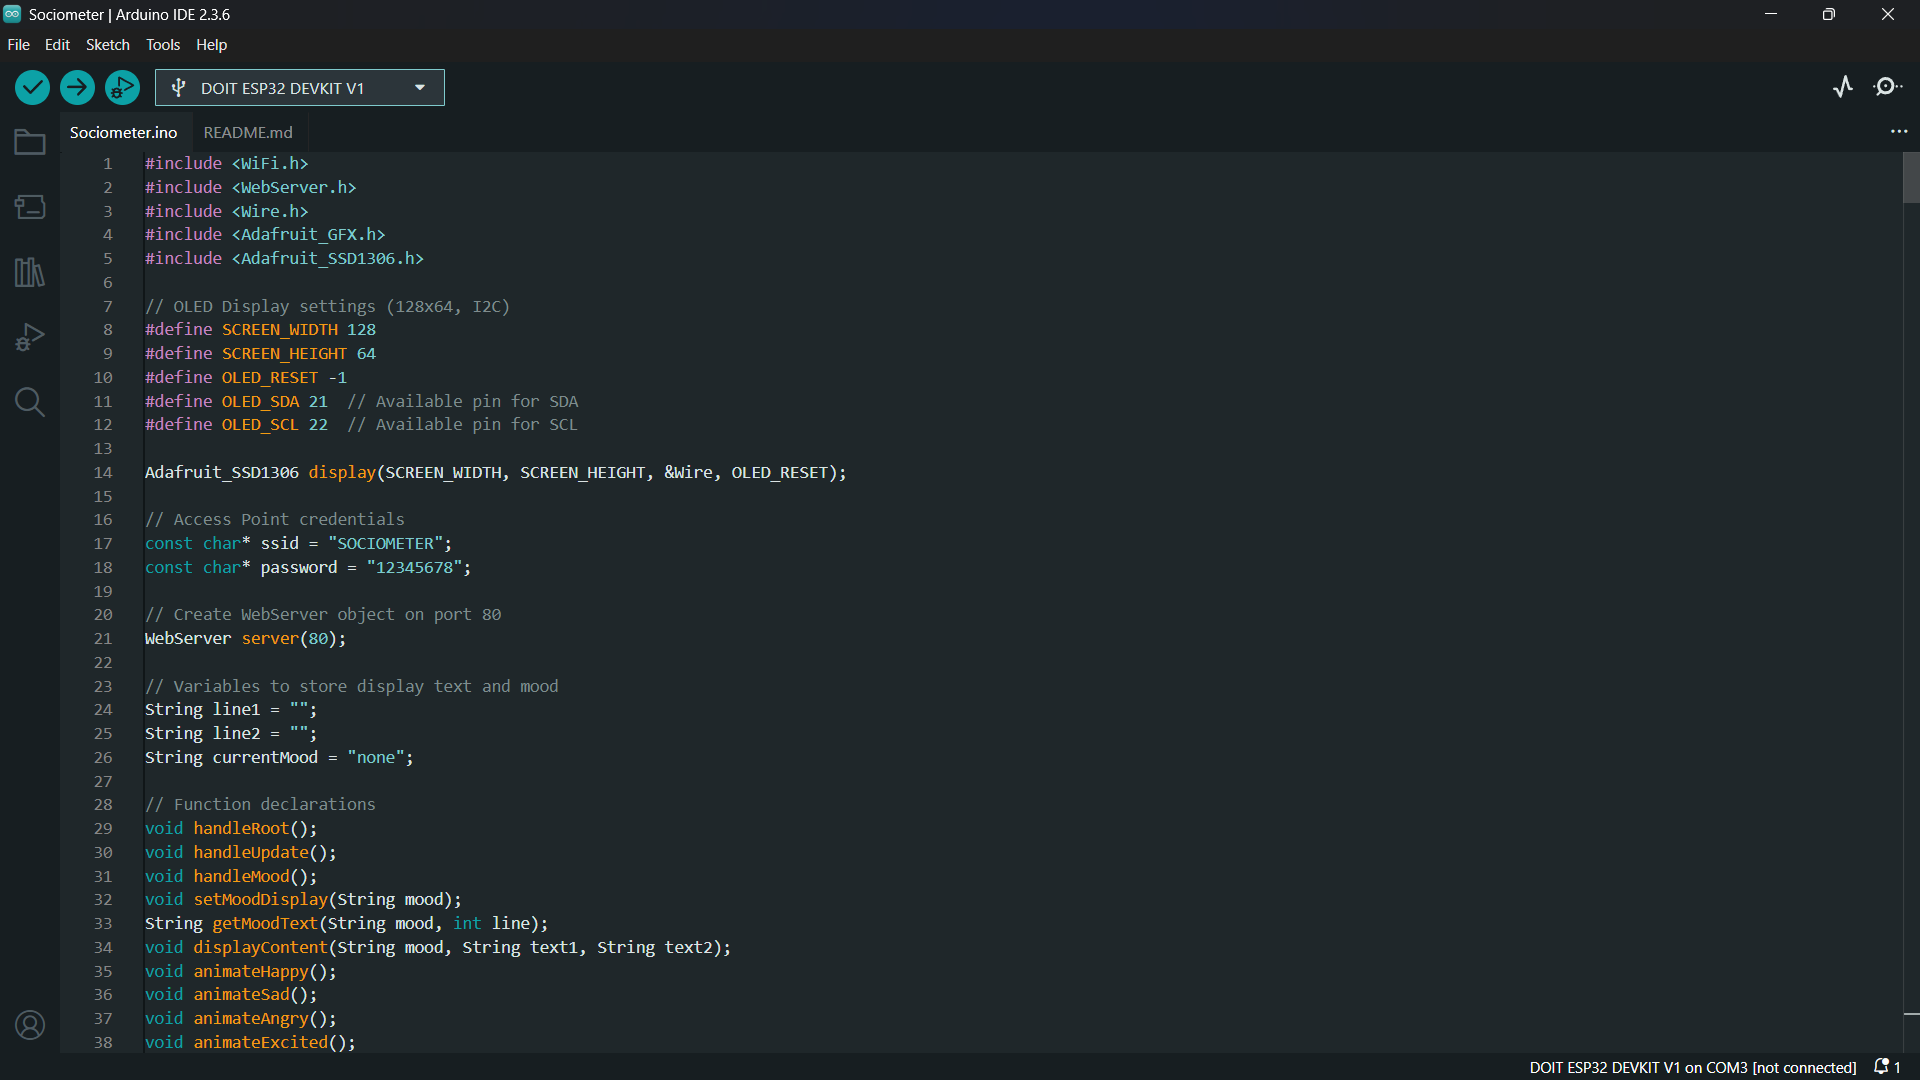 Sociometer | Arduino IDE 2.3.6
File Edit Sketch Tools Help
DOIT ESP32 DEVKIT V1
Sociometer.ino README.md
1 #include <WiFi.h>
2 #include <WebServer.h>
3 #include <Wire.h>
4 #include <Adafruit_GFX.h>
5 #include <Adafruit_SSD1306.h>
6
7 // OLED Display settings (128x64, I2C)
8 #define SCREEN_WIDTH 128
9 #define SCREEN_HEIGHT 64
10 #define OLED_RESET -1
11 #define OLED_SDA 21  // Available pin for SDA
12 #define OLED_SCL 22  // Available pin for SCL
13
14 Adafruit_SSD1306 display(SCREEN_WIDTH, SCREEN_HEIGHT, &Wire, OLED_RESET);
15
16 // Access Point credentials
17 const char* ssid = "SOCIOMETER";
18 const char* password = "12345678";
19
20 // Create WebServer object on port 80
21 WebServer server(80);
22
23 // Variables to store display text and mood
24 String line1 = "";
25 String line2 = "";
26 String currentMood = "none";
27
28 // Function declarations
29 void handleRoot();
30 void handleUpdate();
31 void handleMood();
32 void setMoodDisplay(String mood);
33 String getMoodText(String mood, int line);
34 void displayContent(String mood, String text1, String text2);
35 void animateHappy();
36 void animateSad();
37 void animateAngry();
38 void animateExcited();
DOIT ESP32 DEVKIT V1 on COM3 [not connected] 1